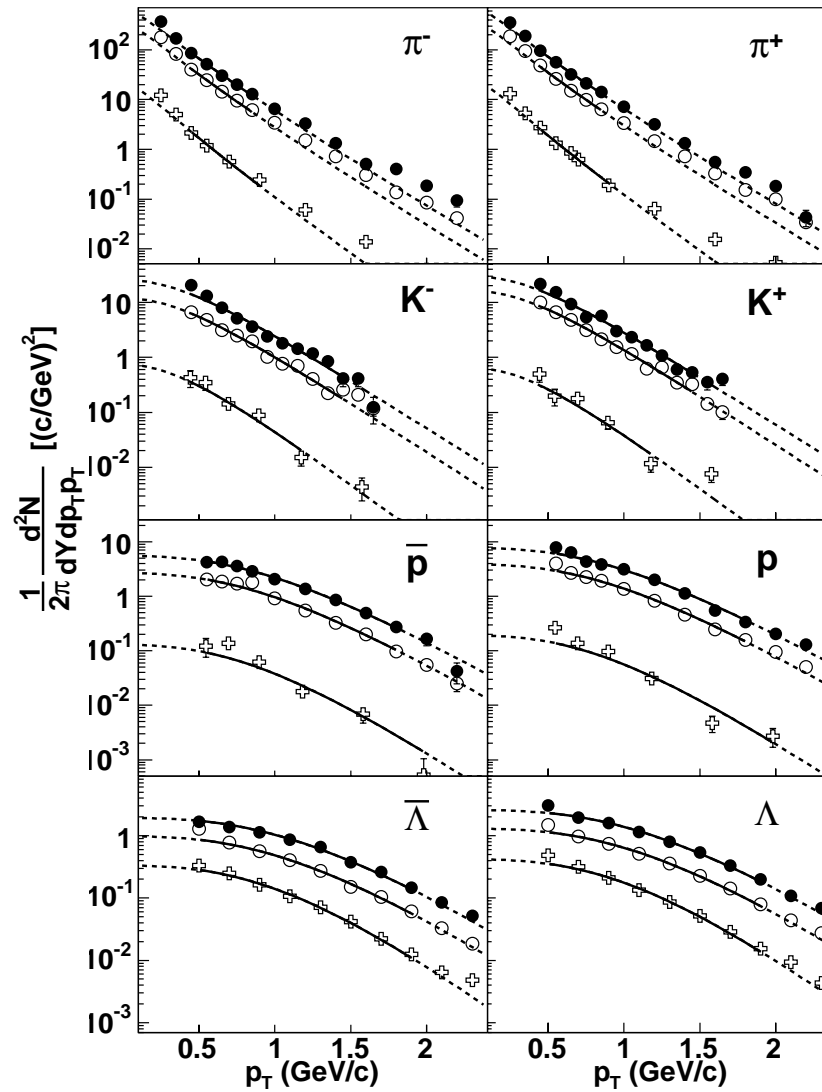 π⁻
π⁺
10²
10
1
10⁻¹
10⁻²
K⁻
K⁺
10
1
10⁻¹
10⁻²
p̅
p
10
1
10⁻¹
10⁻²
10⁻³
Λ̅
Λ
1
10⁻¹
10⁻²
10⁻³
1/2π d²N/dYdp_T p_T [(c/GeV)²]
0.5 1 1.5 2 0.5 1 1.5 2
p_T (GeV/c) p_T (GeV/c)